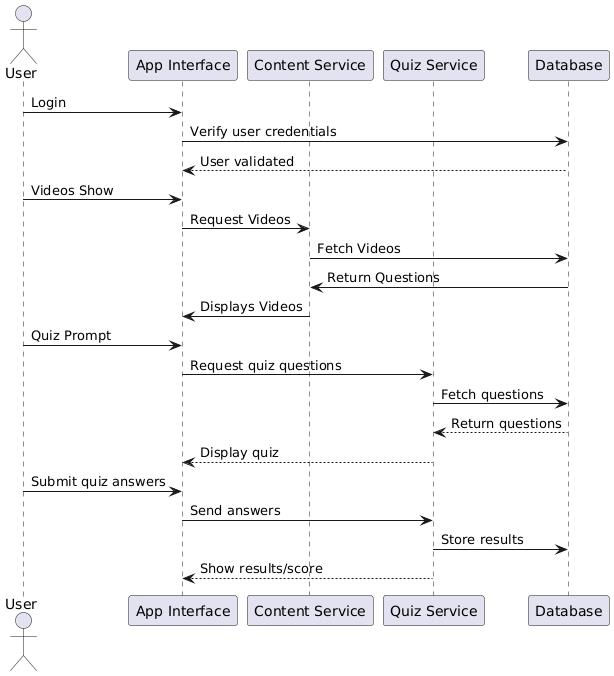 User
App Interface
Content Service
Quiz Service
Database
Login
Verify user credentials
User validated
Videos Show
Request Videos
Fetch Videos
Return Questions
Displays Videos
Quiz Prompt
Request quiz questions
Fetch questions
Return questions
Display quiz
Submit quiz answers
Send answers
Store results
Show results/score
User
App Interface
Content Service
Quiz Service
Database